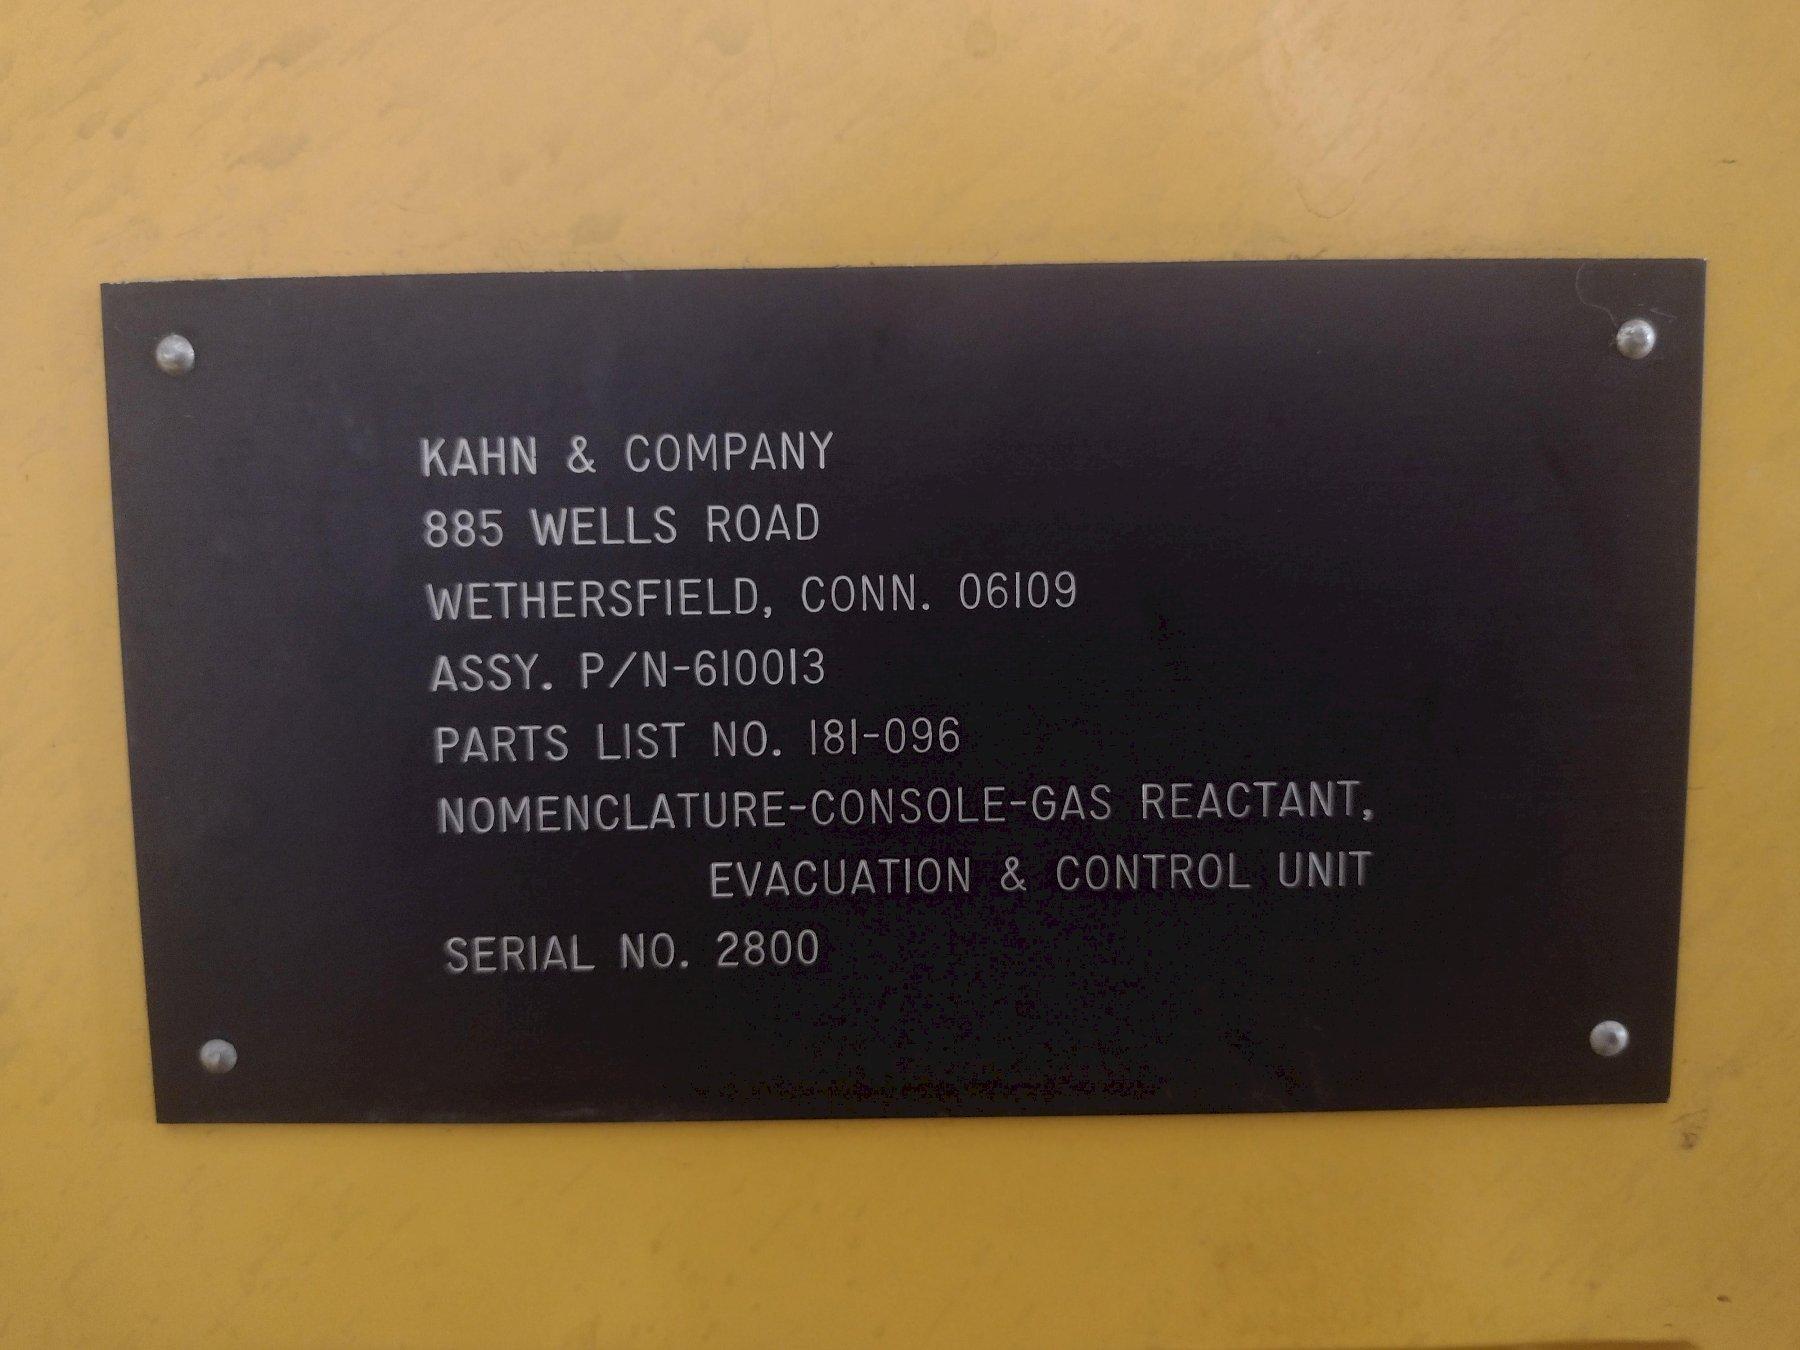 KAHN & COMPANY
885 WELLS ROAD
WETHERSFIELD, CONN. 06109
ASSY. P/N-610013
PARTS LIST NO. 181-096
NOMENCLATURE-CONSOLE-GAS REACTANT,
EVACUATION & CONTROL UNIT
SERIAL NO. 2800